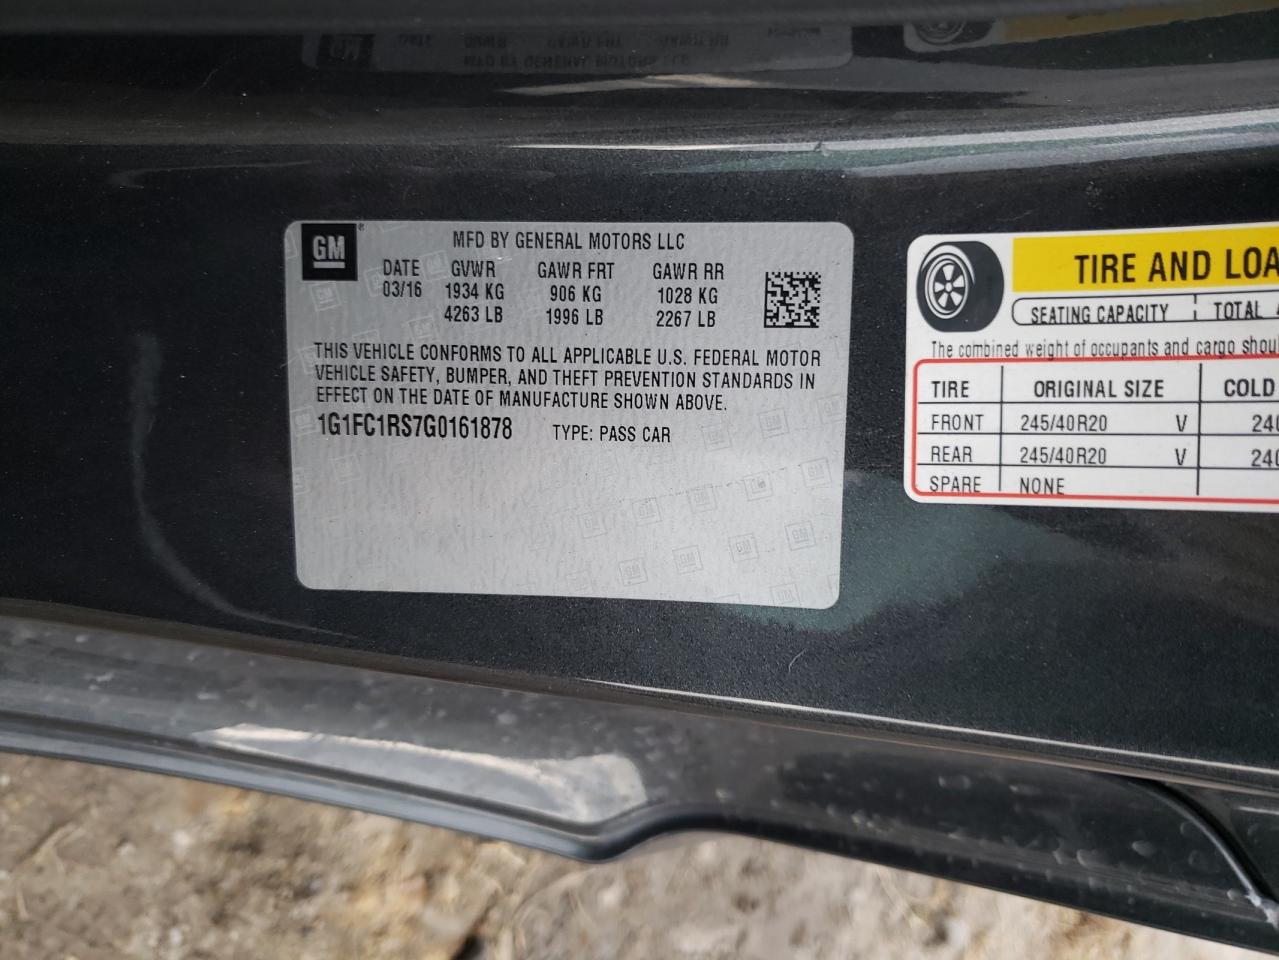 GM
MFD BY GENERAL MOTORS LLC
DATE GVWR GAWR FRT GAWR RR
03/16 1934 KG 906 KG 1028 KG
4263 LB 1996 LB 2267 LB
THIS VEHICLE CONFORMS TO ALL APPLICABLE U.S. FEDERAL MOTOR
VEHICLE SAFETY, BUMPER, AND THEFT PREVENTION STANDARDS IN
EFFECT ON THE DATE OF MANUFACTURE SHOWN ABOVE.
1G1FC1RS7G0161878 TYPE: PASS CAR
TIRE AND LOA
SEATING CAPACITY TOTAL
The combined weight of occupants and cargo shoul
TIRE ORIGINAL SIZE COLD
FRONT 245/40R20 V 240
REAR 245/40R20 V 240
SPARE NONE